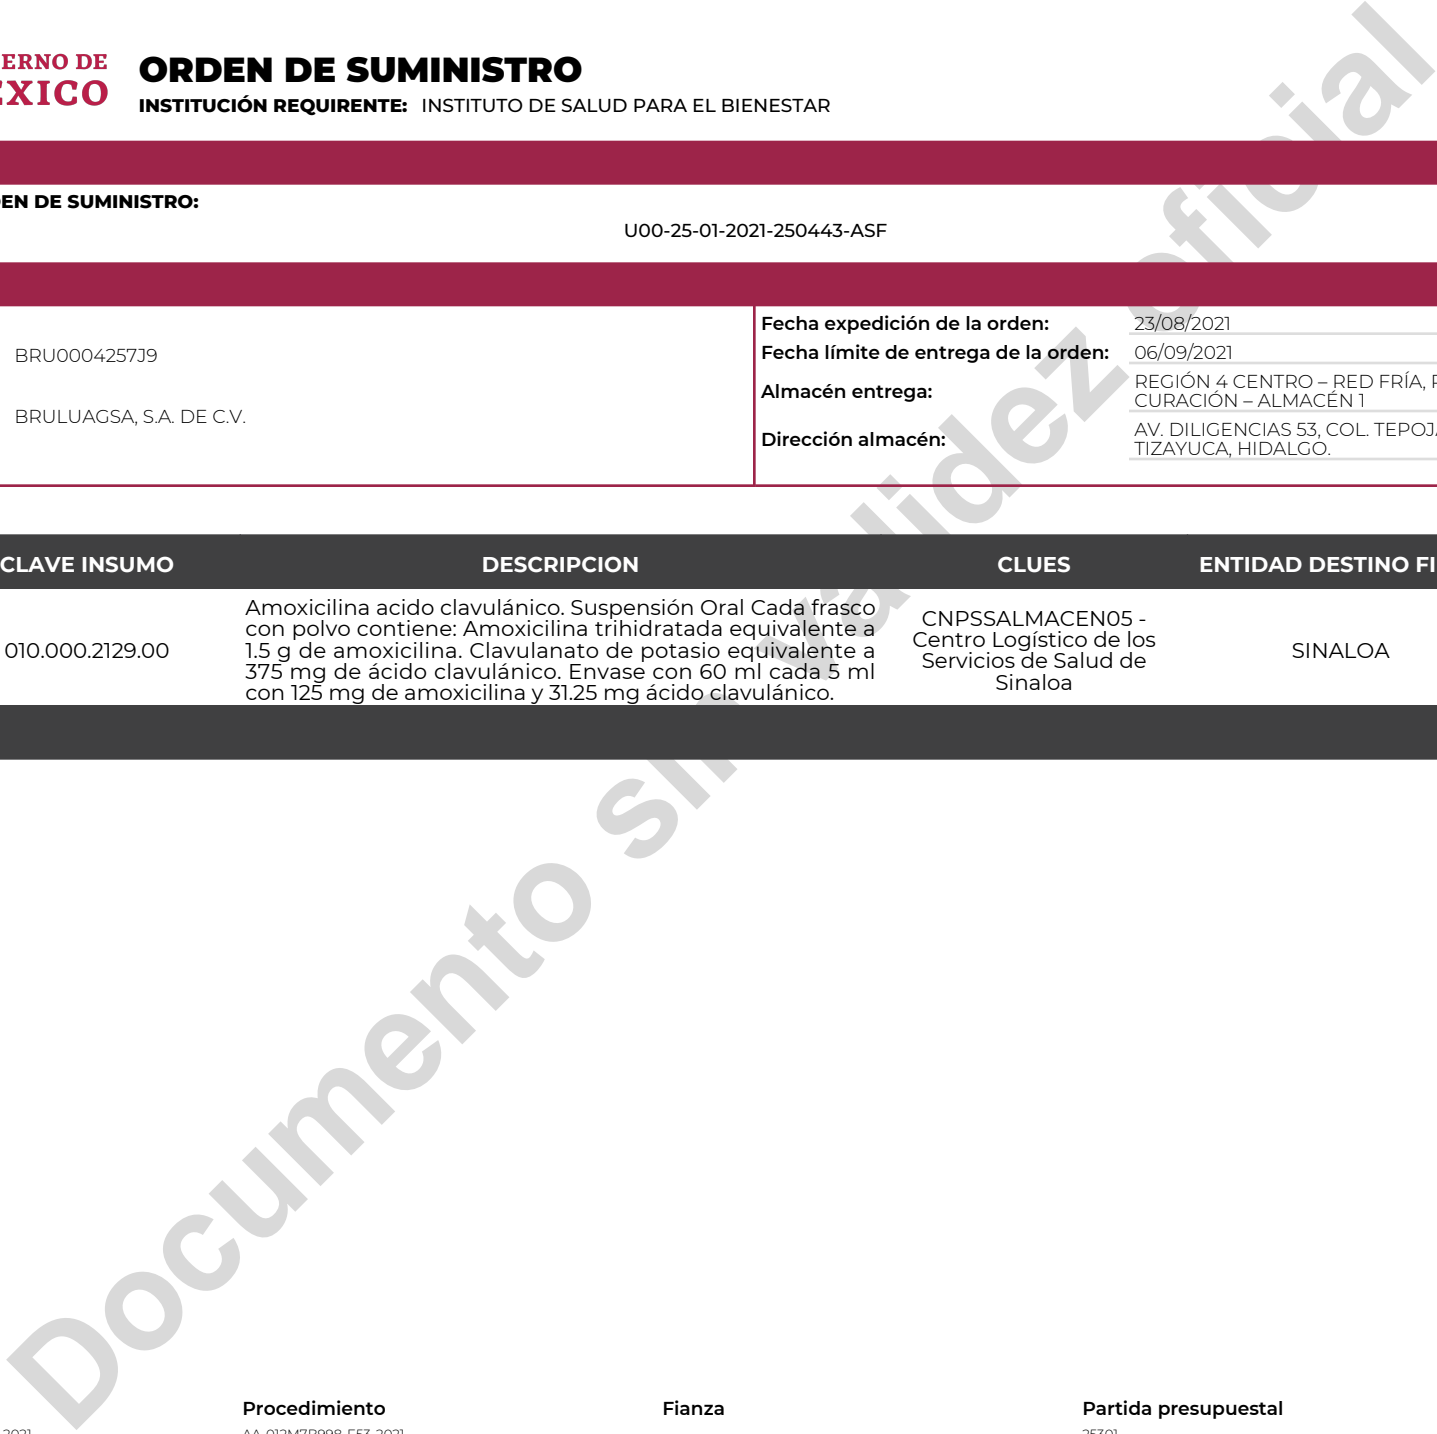 ERNO DE
ÉXICO
ORDEN DE SUMINISTRO
INSTITUCIÓN REQUIRENTE: INSTITUTO DE SALUD PARA EL BIENESTAR
EN DE SUMINISTRO:
U00-25-01-2021-250443-ASF
BRU0004257J9
BRULUAGSA, S.A. DE C.V.
Fecha expedición de la orden: 23/08/2021
Fecha límite de entrega de la orden: 06/09/2021
Almacén entrega: REGIÓN 4 CENTRO – RED FRÍA,
CURACIÓN – ALMACÉN 1
Dirección almacén: AV. DILIGENCIAS 53, COL. TEPOJ
TIZAYUCA, HIDALGO.
CLAVE INSUMO DESCRIPCION CLUES ENTIDAD DESTINO FI
010.000.2129.00
Amoxicilina acido clavulánico. Suspensión Oral Cada frasco
con polvo contiene: Amoxicilina trihidratada equivalente a
1.5 g de amoxicilina. Clavulanato de potasio equivalente a
375 mg de ácido clavulánico. Envase con 60 ml cada 5 ml
con 125 mg de amoxicilina y 31.25 mg ácido clavulánico.
CNPSSALMACEN05 -
Centro Logístico de los
Servicios de Salud de
Sinaloa
SINALOA
Documento sin validez oficial
Procedimiento Fianza Partida presupuestal